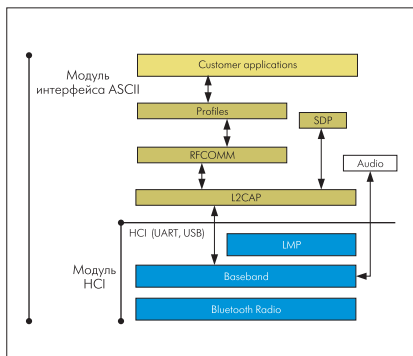 Модуль
интерфейса ASCII
Customer applications
Profiles
SDP
RFCOMM
Audio
L2CAP
HCI (UART, USB)
LMP
Модуль
HCI
Baseband
Bluetooth Radio